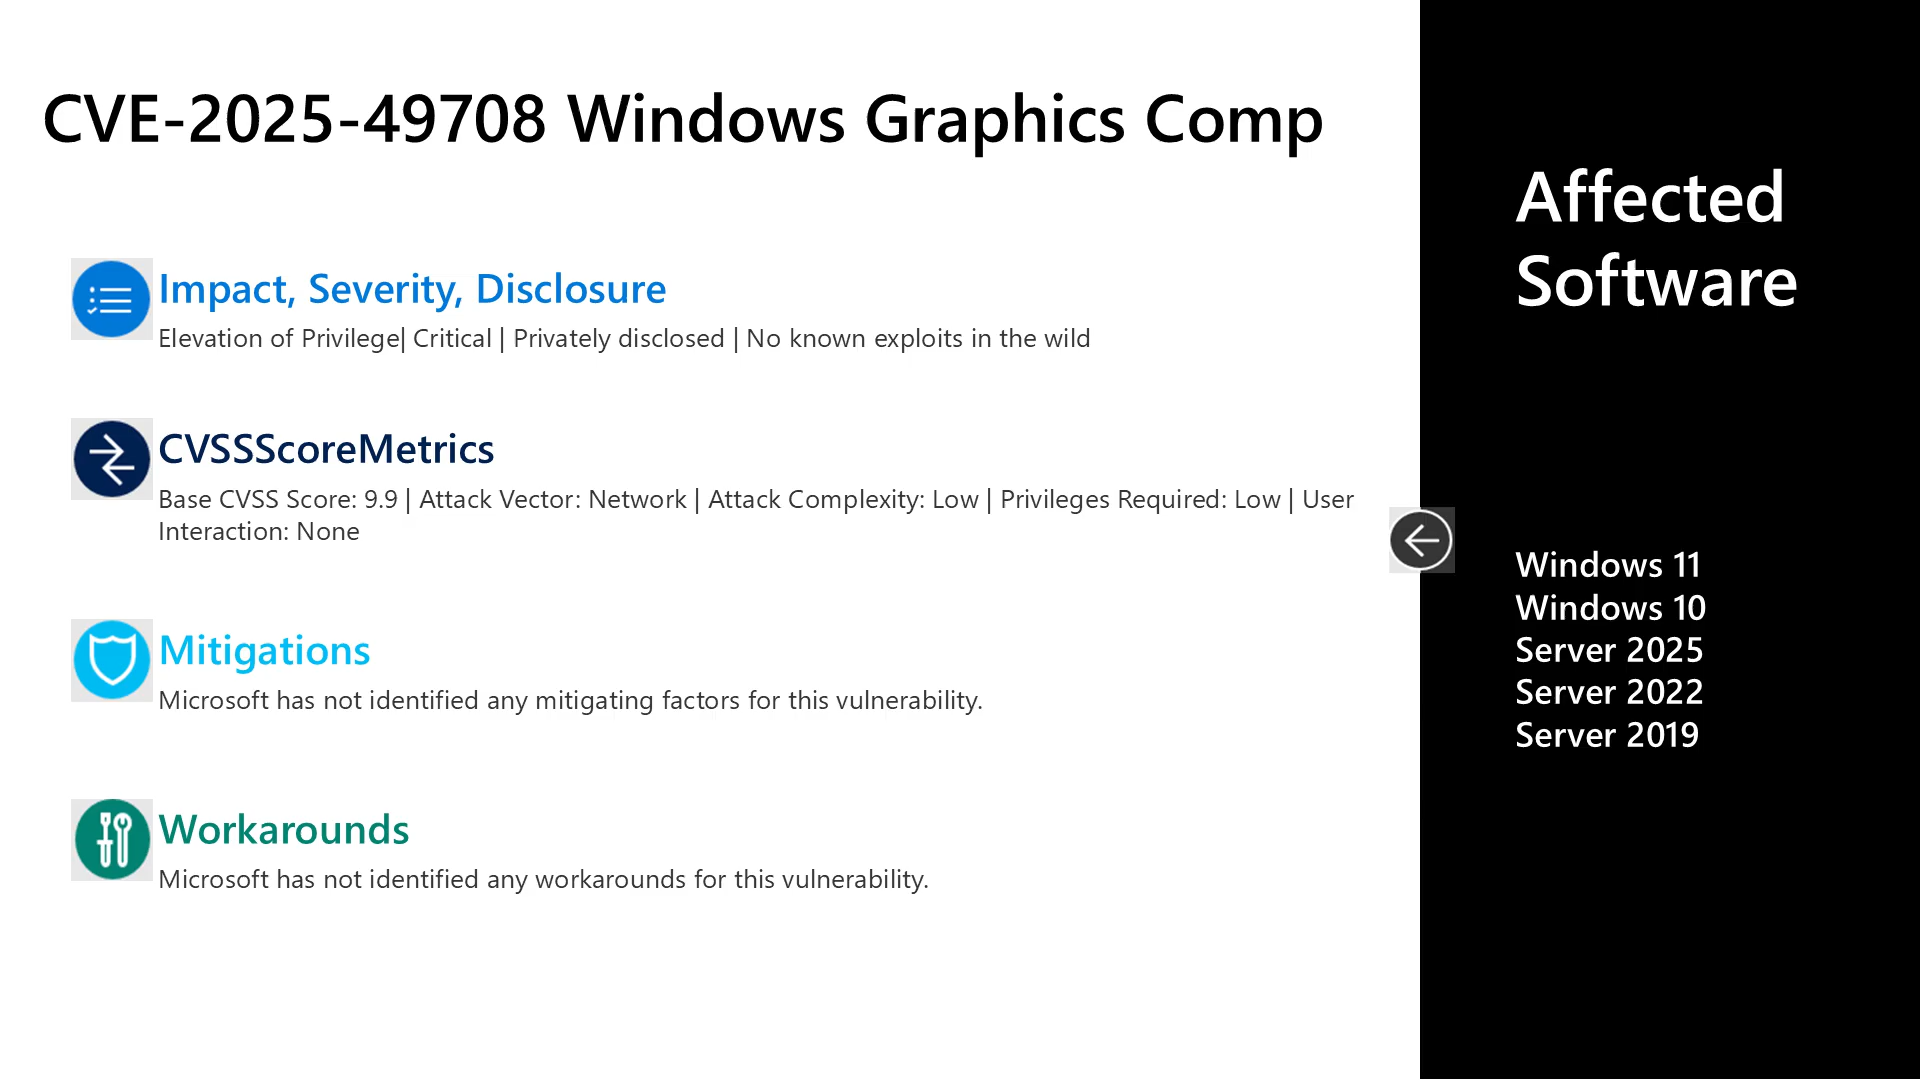 CVE-2025-49708 Windows Graphics Comp
Impact, Severity, Disclosure
Elevation of Privilege| Critical | Privately disclosed | No known exploits in the wild
CVSSScoreMetrics
Base CVSS Score: 9.9 | Attack Vector: Network | Attack Complexity: Low | Privileges Required: Low | User
Interaction: None
Mitigations
Microsoft has not identified any mitigating factors for this vulnerability.
Workarounds
Microsoft has not identified any workarounds for this vulnerability.
Affected
Software
Windows 11
Windows 10
Server 2025
Server 2022
Server 2019